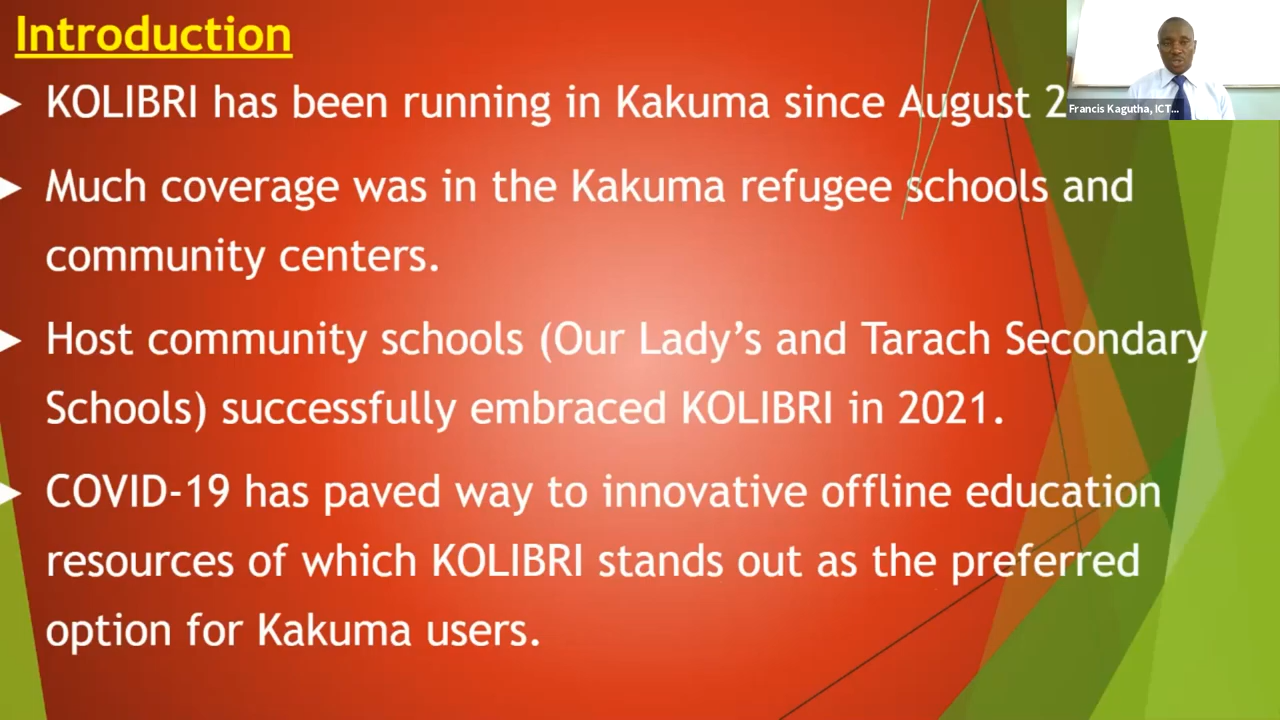 Introduction
KOLIBRI has been running in Kakuma since August 2
Francis Kagutha, ICT...
Much coverage was in the Kakuma refugee schools and
community centers.
Host community schools (Our Lady’s and Tarach Secondary
Schools) successfully embraced KOLIBRI in 2021.
COVID-19 has paved way to innovative offline education
resources of which KOLIBRI stands out as the preferred
option for Kakuma users.